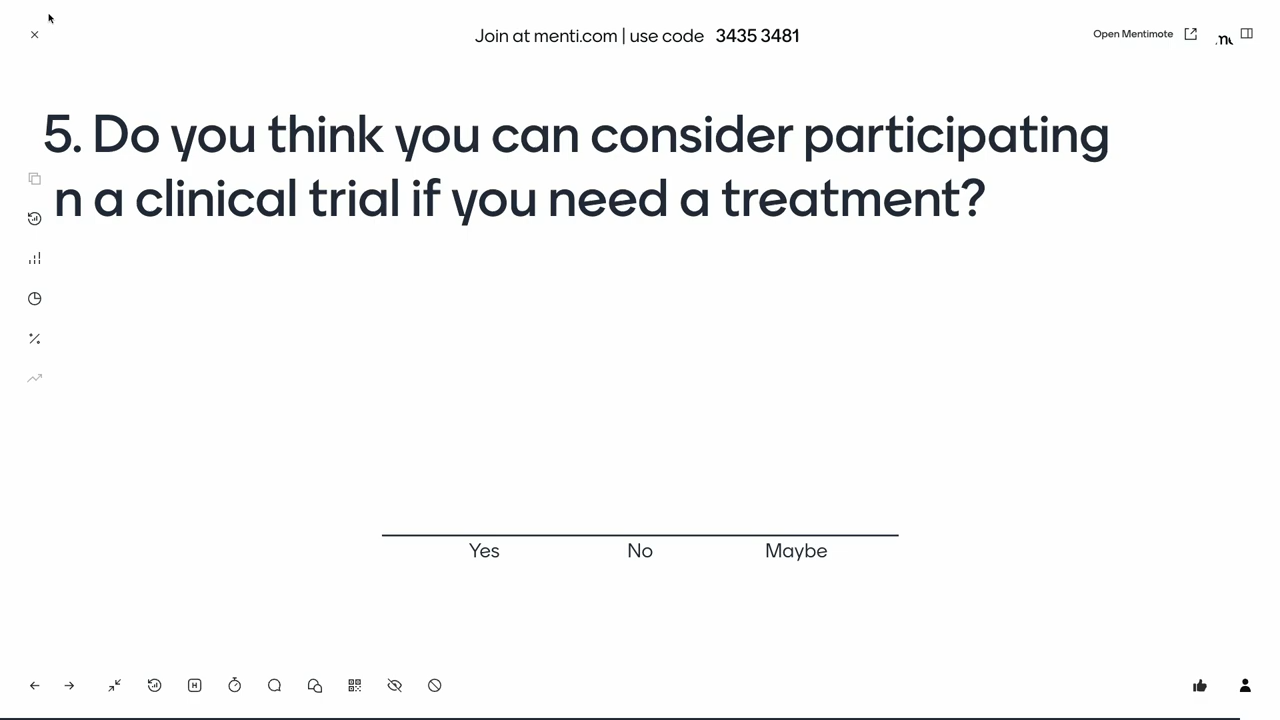 Join at menti.com | use code 3435 3481
Open Mentimote
5. Do you think you can consider participating
n a clinical trial if you need a treatment?
Yes
No
Maybe
H